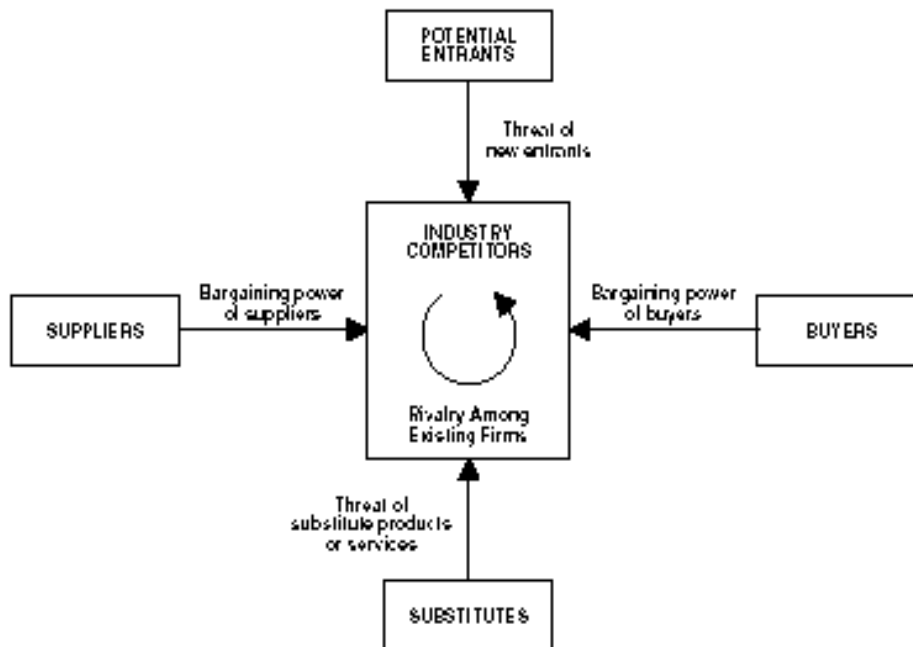 POTENTIAL
ENTRANTS
Threat of
new entrants
INDUSTRY
COMPETITORS
Bargaining power
of suppliers
Bargaining power
of buyers
SUPPLIERS
BUYERS
Rivalry Among
Existing Firms
Threat of
substitute products
or services
SUBSTITUTES